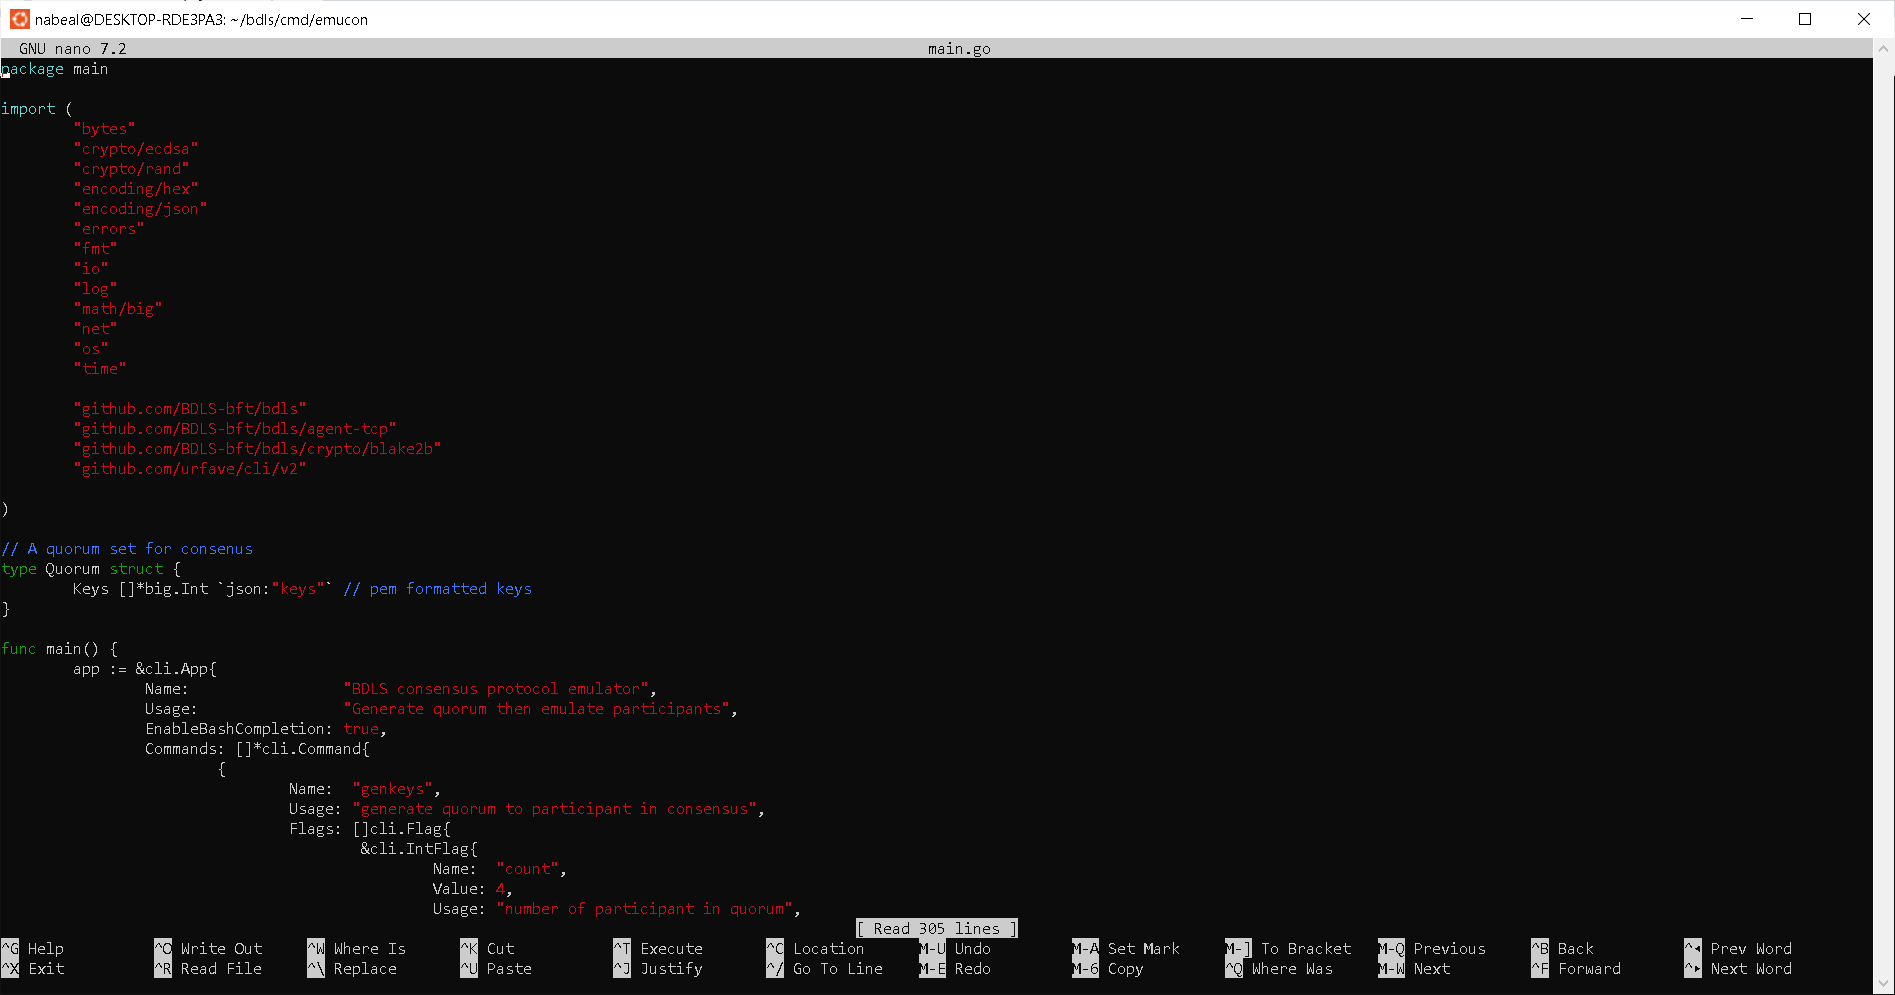 nabeal@DESKTOP-RDE3PA3: ~/bdls/cmd/emucon
GNU nano 7.2 main.go
package main
import (
"bytes"
"crypto/ecdsa"
"crypto/rand"
"encoding/hex"
"encoding/json"
"errors"
"fmt"
"io"
"log"
"math/big"
"net"
"os"
"time"
"github.com/BDLS-bft/bdls"
"github.com/BDLS-bft/bdls/agent-tcp"
"github.com/BDLS-bft/bdls/crypto/blake2b"
"github.com/urfave/cli/v2"
)
// A quorum set for consenus
type Quorum struct {
Keys []*big.Int `json:"keys"` // pem formatted keys
}
func main() {
app := &cli.App{
Name: "BDLS consensus protocol emulator",
Usage: "Generate quorum then emulate participants",
EnableBashCompletion: true,
Commands: []*cli.Command{
{
Name: "genkeys",
Usage: "generate quorum to participant in consensus",
Flags: []cli.Flag{
&cli.IntFlag{
Name: "count",
Value: 4,
Usage: "number of participant in quorum",
[ Read 305 lines ]
^G Help ^O Write Out ^W Where Is ^K Cut ^T Execute ^C Location M-U Undo M-A Set Mark M-] To Bracket M-Q Previous ^B Back ^◂ Prev Word
^X Exit ^R Read File ^\ Replace ^U Paste ^J Justify ^/ Go To Line M-E Redo M-6 Copy ^Q Where Was M-W Next ^F Forward ^▸ Next Word